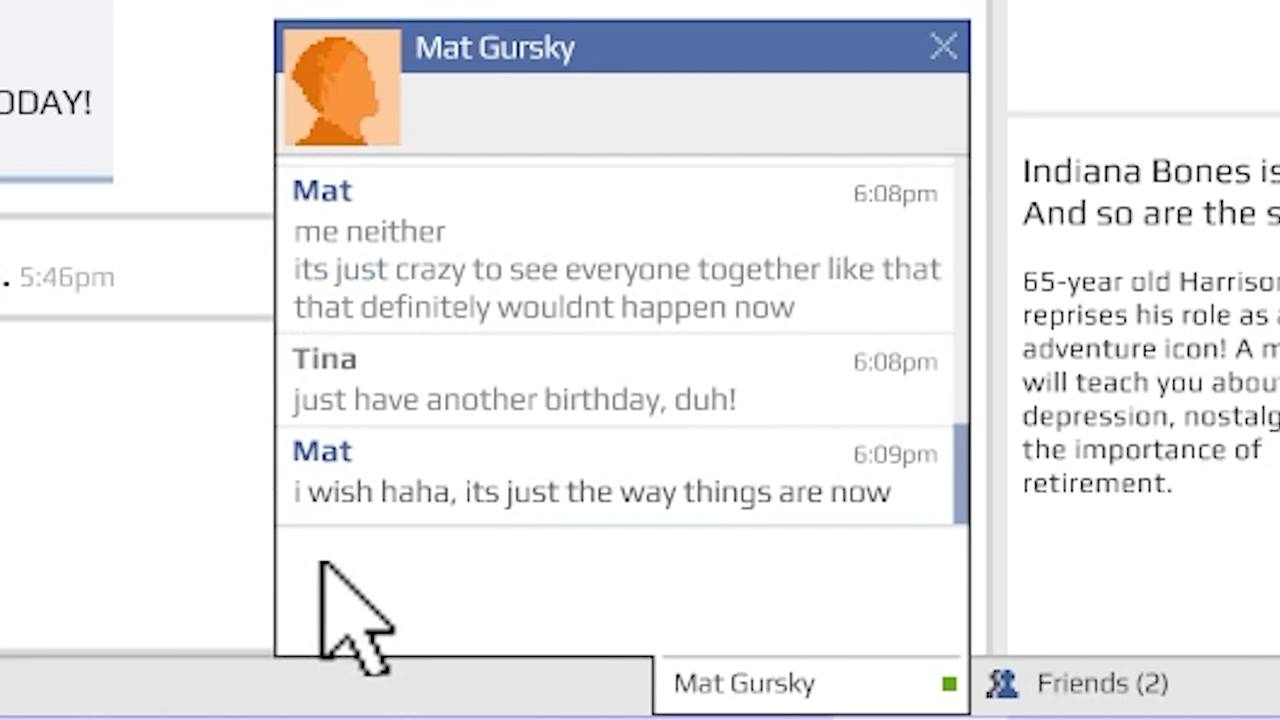 ODAY!
. 5:46pm
Mat Gursky
Mat 6:08pm
me neither
its just crazy to see everyone together like that
that definitely wouldnt happen now
Tina 6:08pm
just have another birthday, duh!
Mat 6:09pm
i wish haha, its just the way things are now
Mat Gursky
Friends (2)
Indiana Bones is
And so are the s
65-year old Harrison
reprises his role as a
adventure icon! A m
will teach you about
depression, nostalg
the importance of
retirement.